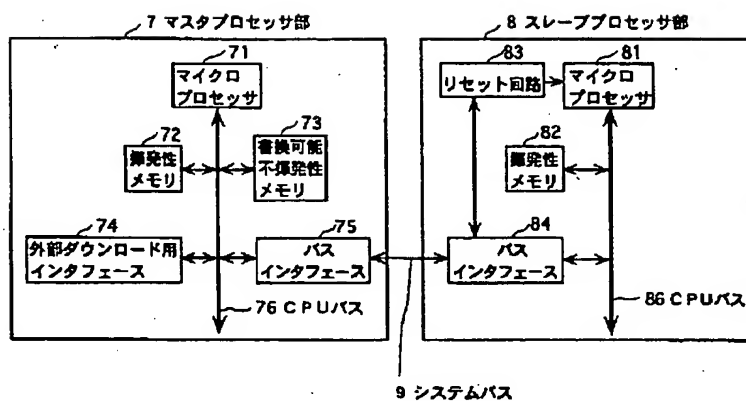 7 マスタプロセッサ部
71
マイクロ
プロセッサ
72
揮発性
メモリ
73
書換可能
不揮発性
メモリ
74
外部ダウンロード用
インタフェース
75
バス
インタフェース
76 CPUバス
8 スレーブプロセッサ部
83
リセット回路
81
マイクロ
プロセッサ
82
揮発性
メモリ
84
バス
インタフェース
86 CPUバス
9 システムバス